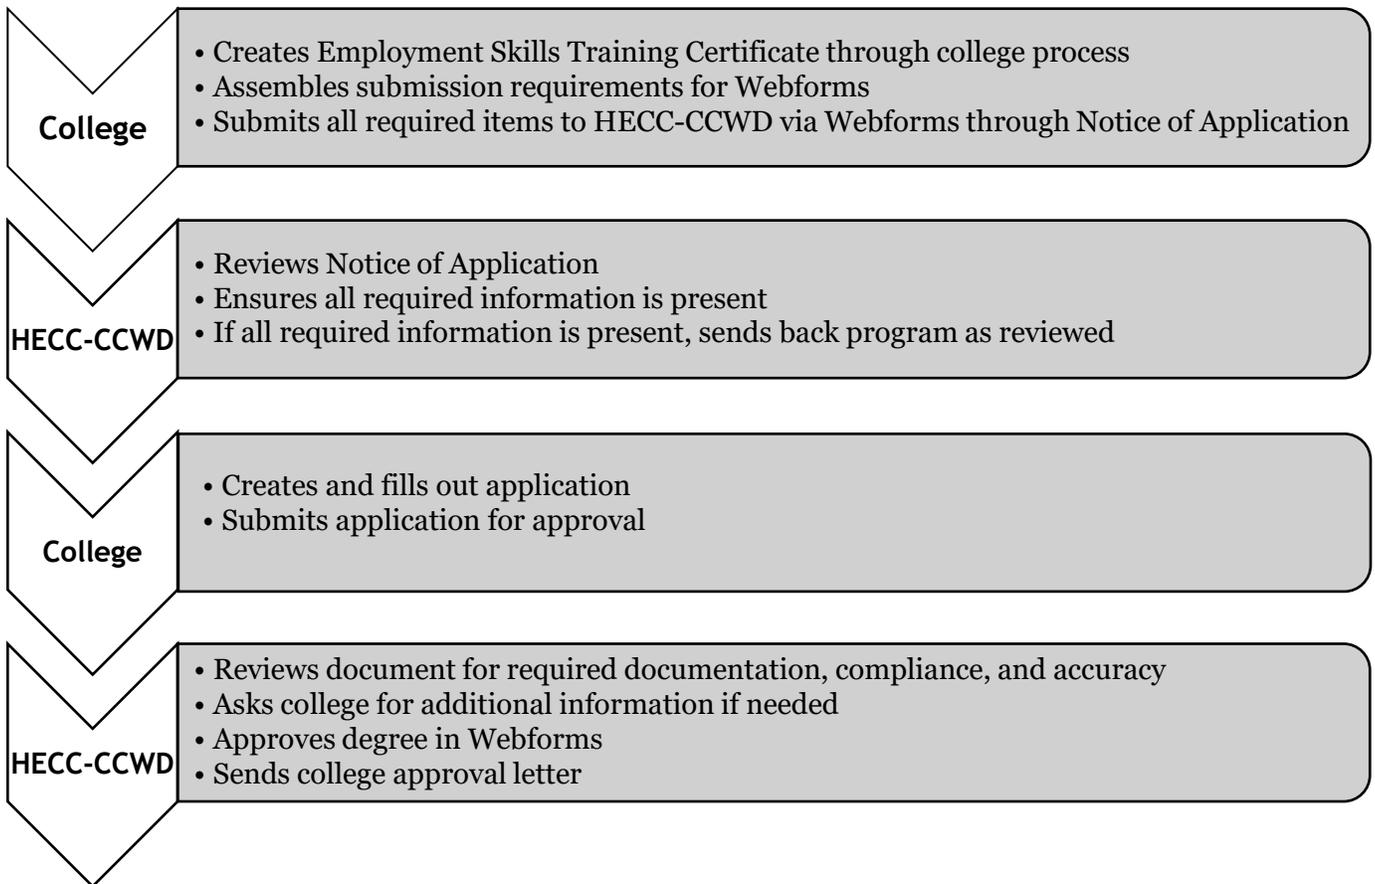 College
• Creates Employment Skills Training Certificate through college process
• Assembles submission requirements for Webforms
• Submits all required items to HECC-CCWD via Webforms through Notice of Application
HECC-CCWD
• Reviews Notice of Application
• Ensures all required information is present
• If all required information is present, sends back program as reviewed
College
• Creates and fills out application
• Submits application for approval
HECC-CCWD
• Reviews document for required documentation, compliance, and accuracy
• Asks college for additional information if needed
• Approves degree in Webforms
• Sends college approval letter